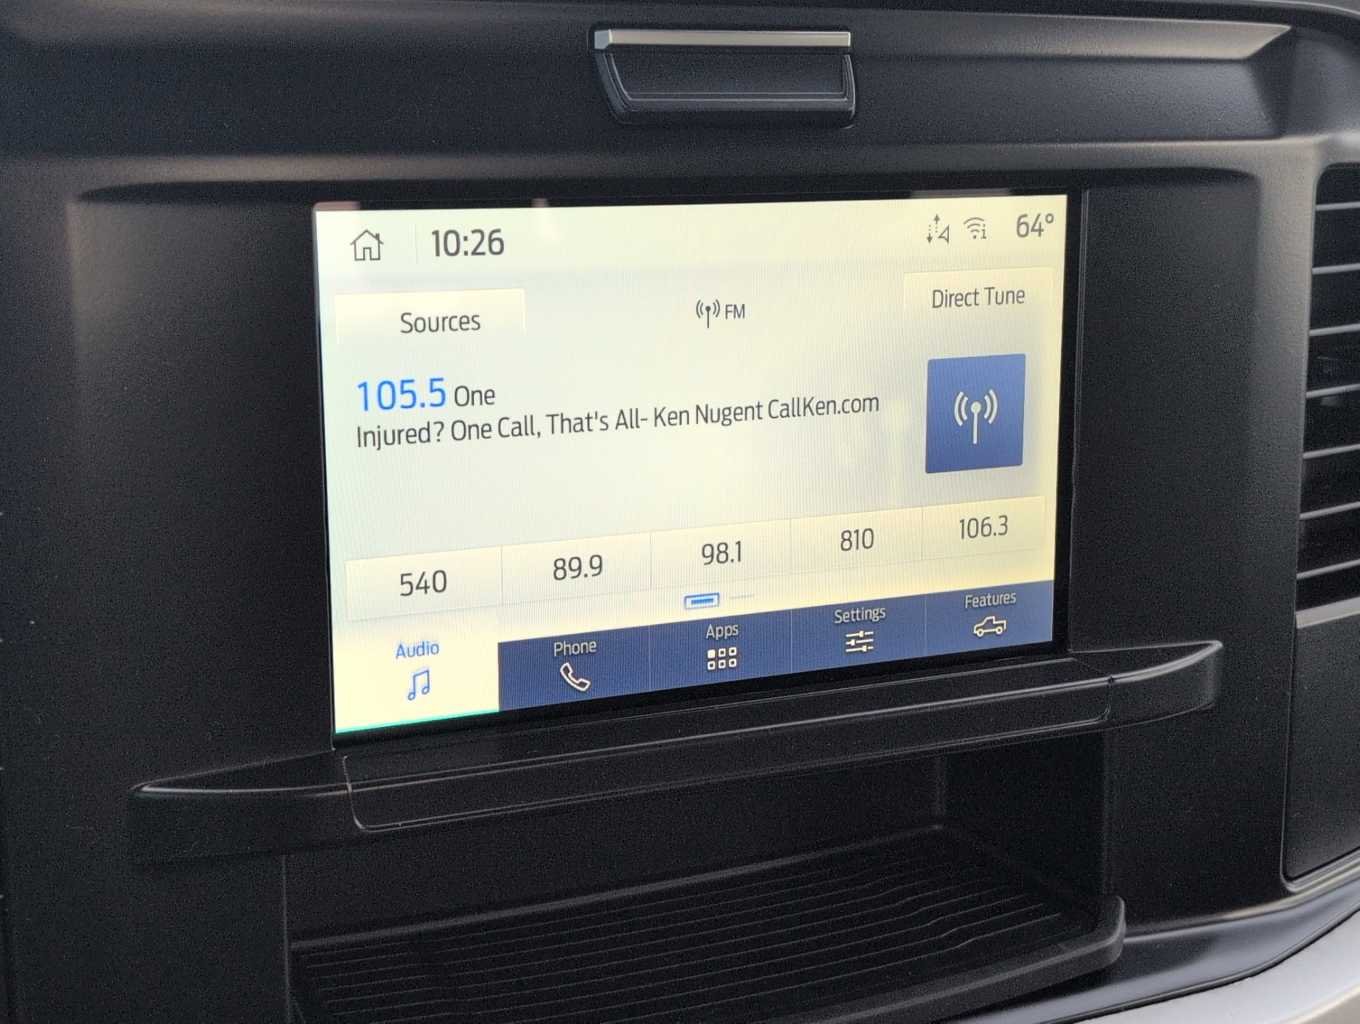 10:26
64°
Sources
FM
Direct Tune
105.5 One
Injured? One Call, That's All- Ken Nugent CallKen.com
540
89.9
98.1
810
106.3
Audio
Phone
Apps
Settings
Features